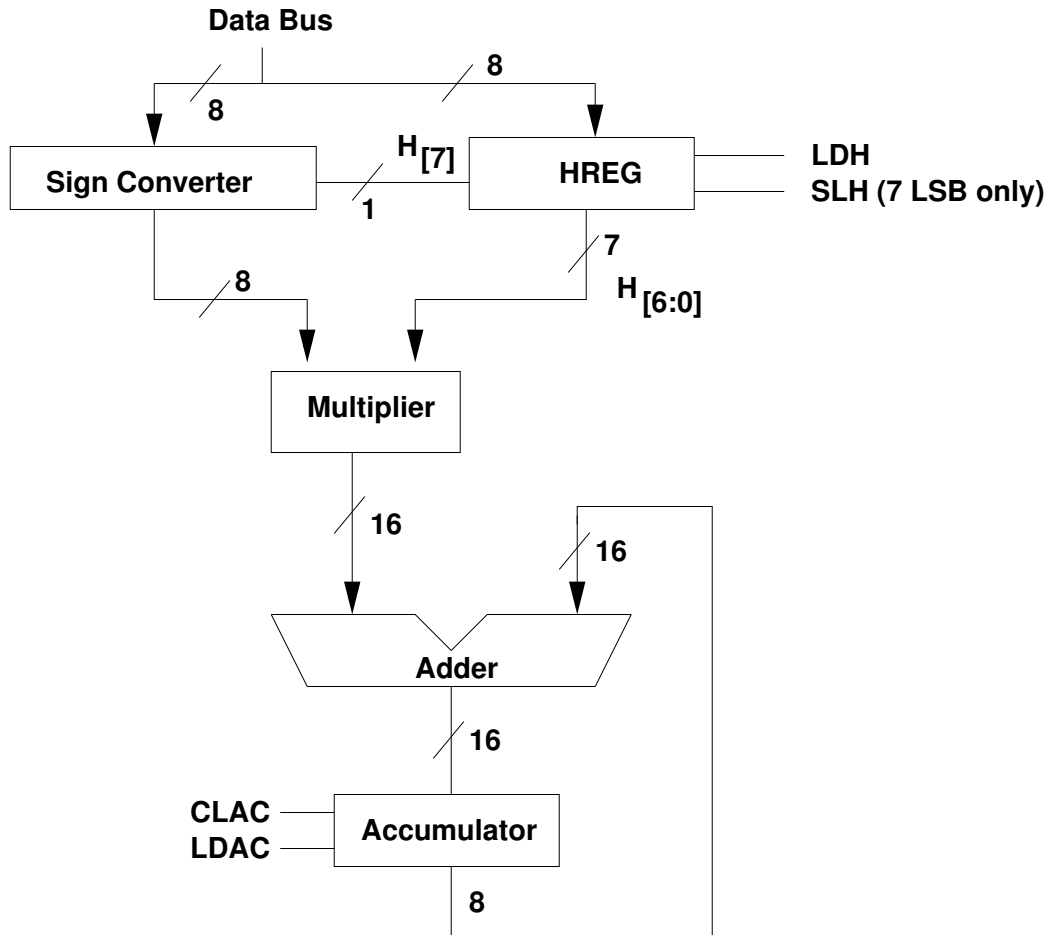 Data Bus
8
8
Sign Converter
H[7]
1
HREG
LDH
SLH (7 LSB only)
8
7
H[6:0]
Multiplier
16
16
Adder
16
CLAC
LDAC
Accumulator
8